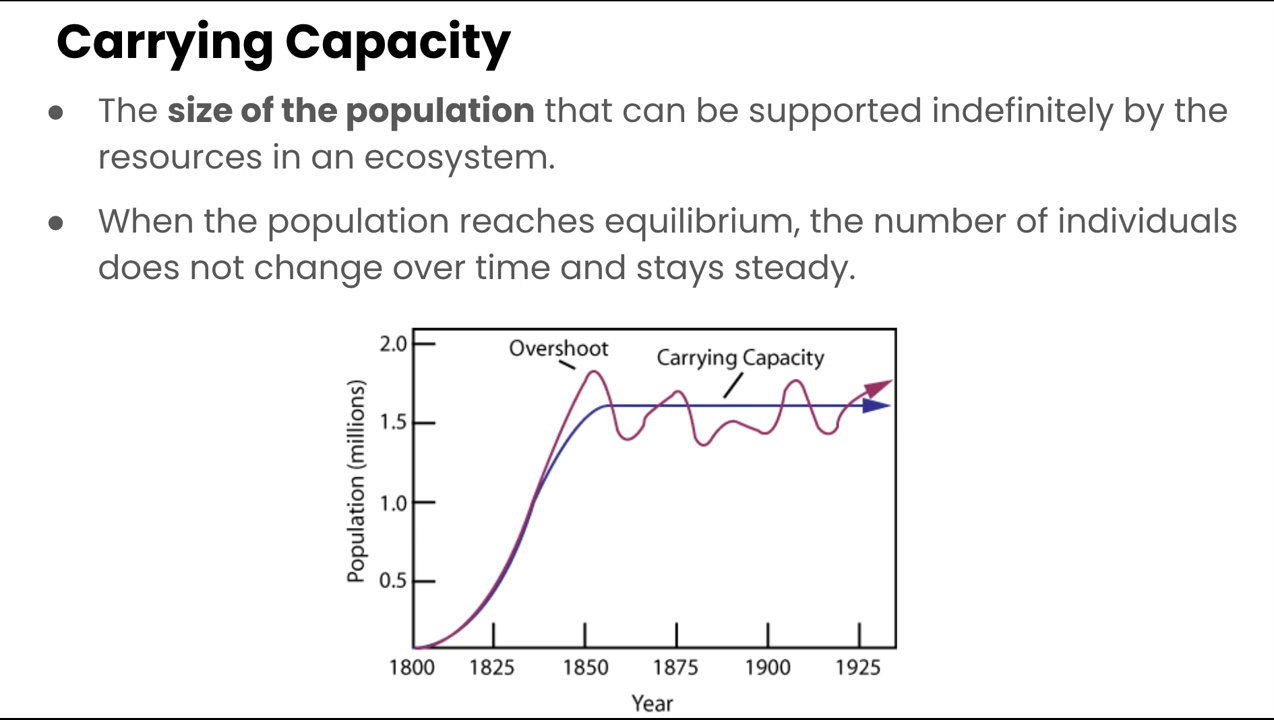 Carrying Capacity
● The size of the population that can be supported indefinitely by the
resources in an ecosystem.
● When the population reaches equilibrium, the number of individuals
does not change over time and stays steady.
Overshoot
Carrying Capacity
Population (millions)
2.0
1.5
1.0
0.5
1800 1825 1850 1875 1900 1925
Year